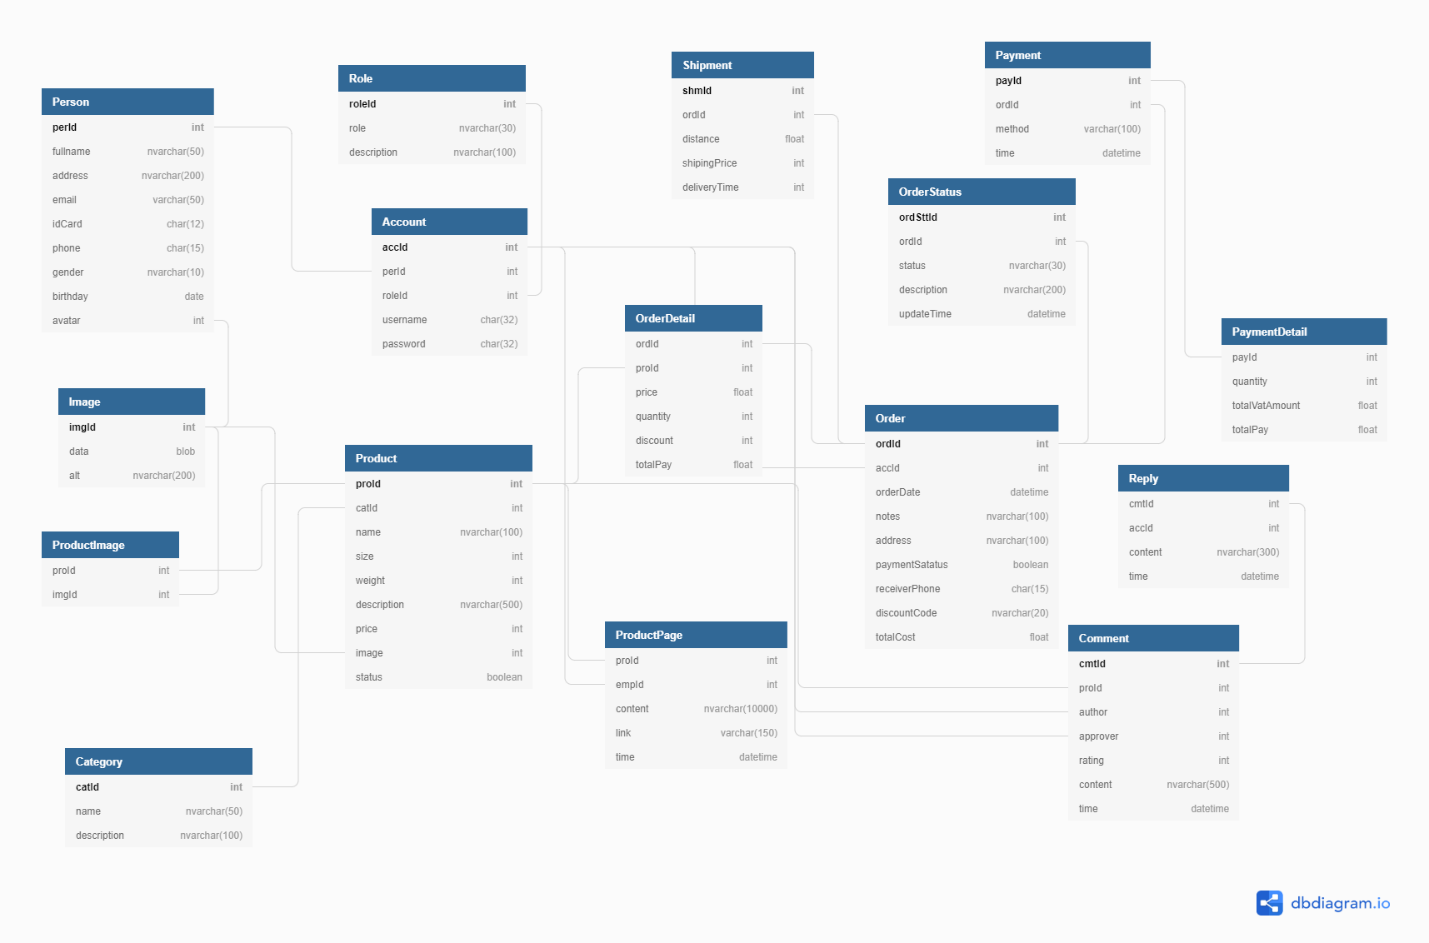 Person
perId int
fullname nvarchar(50)
address nvarchar(200)
email varchar(50)
idCard char(12)
phone char(15)
gender nvarchar(10)
birthday date
avatar int
Role
roleId int
role nvarchar(30)
description nvarchar(100)
Shipment
shmId int
ordId int
distance float
shipingPrice int
deliveryTime int
Payment
payId int
ordId int
method varchar(100)
time datetime
OrderStatus
ordSttId int
ordId int
status nvarchar(30)
description nvarchar(200)
updateTime datetime
Account
accId int
perId int
roleId int
username char(32)
password char(32)
OrderDetail
ordId int
proId int
price float
quantity int
discount int
totalPay float
PaymentDetail
payId int
quantity int
totalVatAmount float
totalPay float
Image
imgId int
data blob
alt nvarchar(200)
Order
ordId int
accId int
orderDate datetime
notes nvarchar(100)
address nvarchar(100)
paymentSatatus boolean
receiverPhone char(15)
discountCode nvarchar(20)
totalCost float
Product
proId int
catId int
name nvarchar(100)
size int
weight int
description nvarchar(500)
price int
image int
status boolean
Reply
cmtId int
accId int
content nvarchar(300)
time datetime
ProductImage
proId int
imgId int
ProductPage
proId int
empId int
content nvarchar(10000)
link varchar(150)
time datetime
Comment
cmtId int
proId int
author int
approver int
rating int
content nvarchar(500)
time datetime
Category
catId int
name nvarchar(50)
description nvarchar(100)
dbdiagram.io